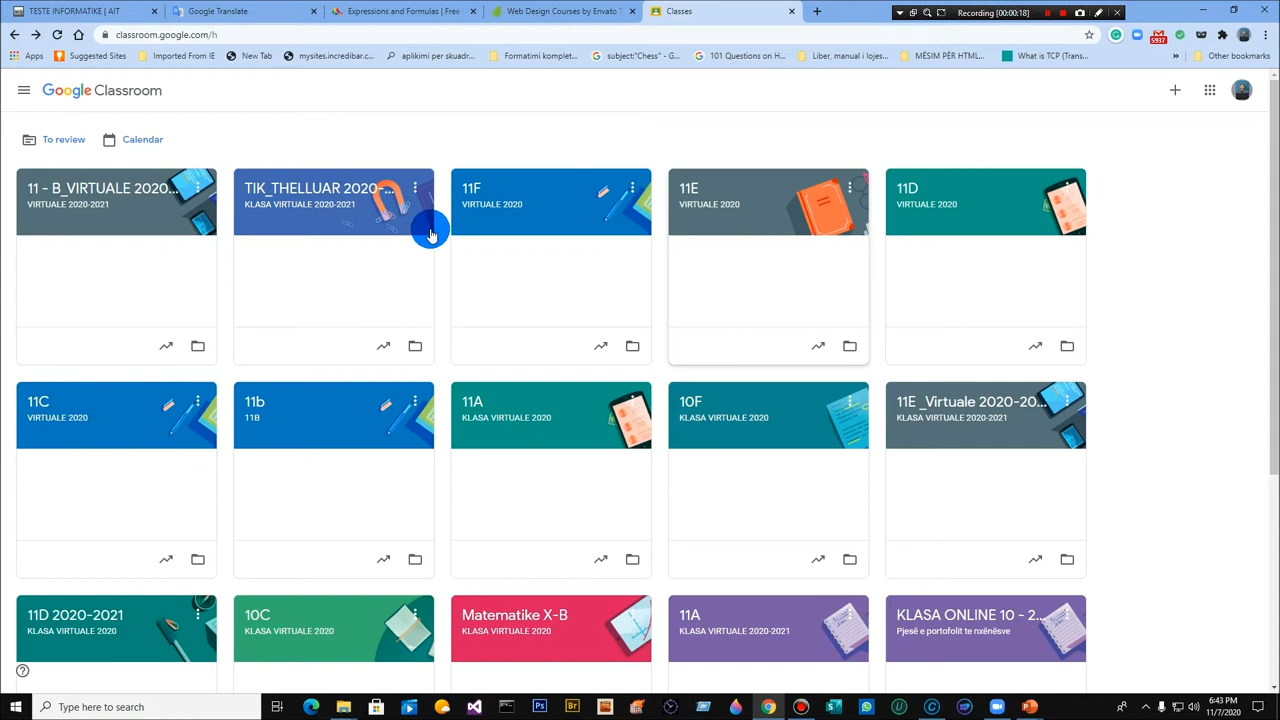 TESTE INFORMATIKE | AIT
Google Translate
Expressions and Formulas | Free
Web Design Courses by Envato T
Classes
Recording [00:00:18]
classroom.google.com/h
Apps
Suggested Sites
Imported From IE
New Tab
mysites.incredibar.c...
aplikimi per skuadr...
Formatimi komplet...
subject:"Chess" - G...
101 Questions on H...
Liber, manual i lojes...
MËSIM PËR HTML...
What is TCP (Trans...
Other bookmarks
5937
Google Classroom
To review
Calendar
11 - B_VIRTUALE 2020...
VIRTUALE 2020-2021
TIK_THELLUAR 2020-...
KLASA VIRTUALE 2020-2021
11F
VIRTUALE 2020
11E
VIRTUALE 2020
11D
VIRTUALE 2020
11C
VIRTUALE 2020
11b
11B
11A
KLASA VIRTUALE 2020
10F
KLASA VIRTUALE 2020
11E _Virtuale 2020-20...
KLASA VIRTUALE 2020-2021
11D 2020-2021
KLASA VIRTUALE 2020
10C
KLASA VIRTUALE 2020
Matematike X-B
KLASA VIRTUALE 2020
11A
KLASA VIRTUALE 2020-2021
KLASA ONLINE 10 - 2...
Pjesë e portofolit te nxënësve
Type here to search
Ps
Br
6:43 PM
11/7/2020